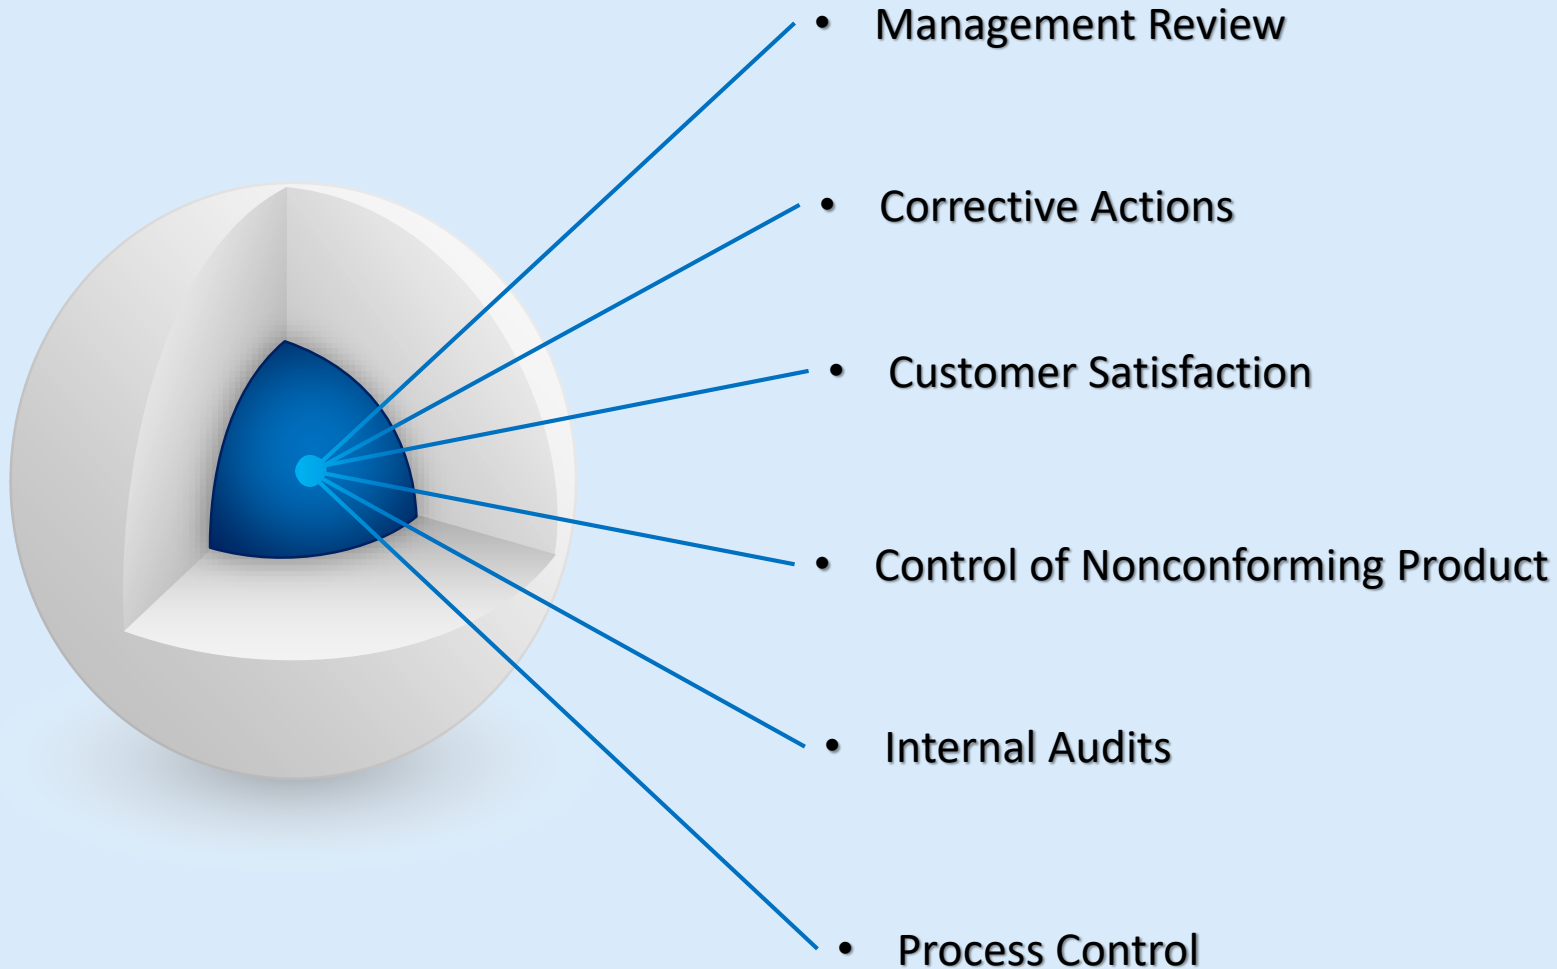 • Management Review
• Corrective Actions
• Customer Satisfaction
• Control of Nonconforming Product
• Internal Audits
• Process Control